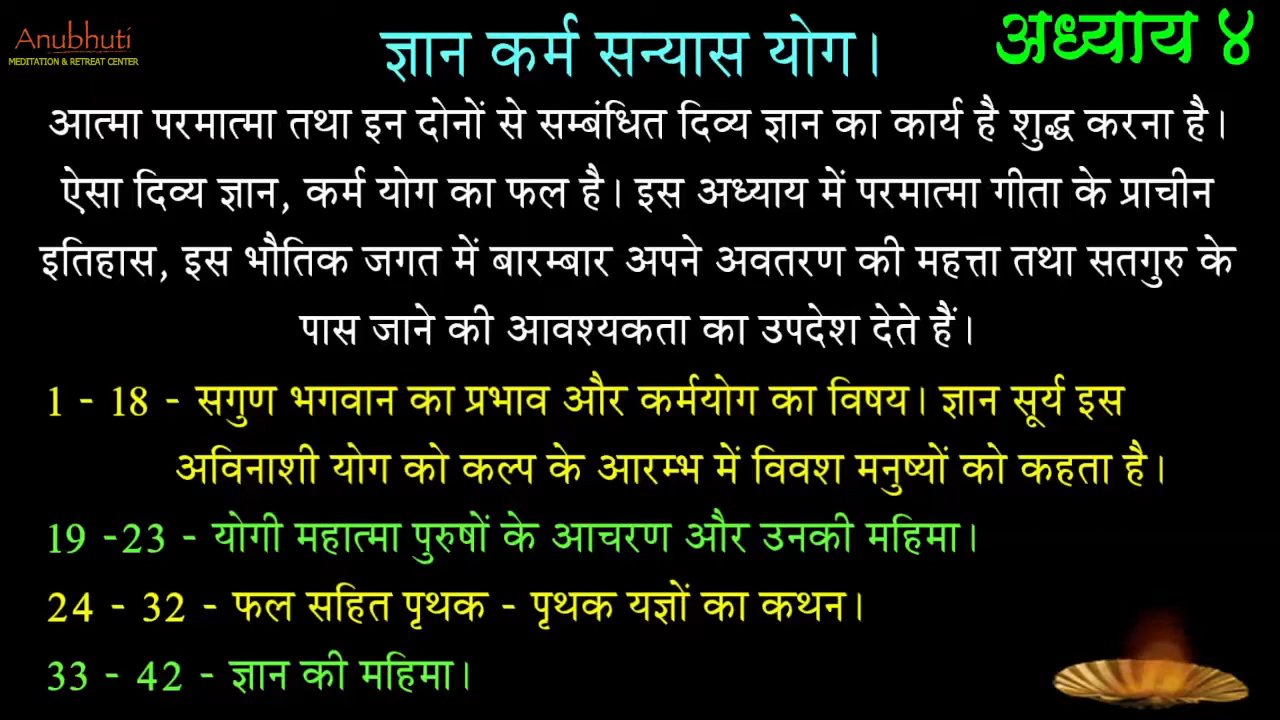 Anubhuti
MEDITATION & RETREAT CENTER
ज्ञान कर्म सन्यास योग।
अध्याय ४
आत्मा परमात्मा तथा इन दोनों से सम्बंधित दिव्य ज्ञान का कार्य है शुद्ध करना है।
ऐसा दिव्य ज्ञान, कर्म योग का फल है। इस अध्याय में परमात्मा गीता के प्राचीन
इतिहास, इस भौतिक जगत में बारम्बार अपने अवतरण की महत्ता तथा सतगुरु के
पास जाने की आवश्यकता का उपदेश देते हैं।
1 - 18 - सगुण भगवान का प्रभाव और कर्मयोग का विषय। ज्ञान सूर्य इस
अविनाशी योग को कल्प के आरम्भ में विवश मनुष्यों को कहता है।
19 -23 - योगी महात्मा पुरुषों के आचरण और उनकी महिमा।
24 - 32 - फल सहित पृथक - पृथक यज्ञों का कथन।
33 - 42 - ज्ञान की महिमा।